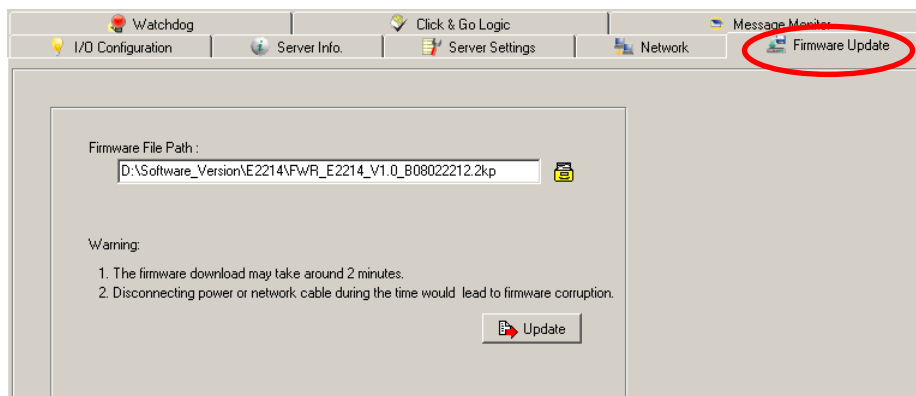 Watchdog Click & Go Logic Message Monitor
I/O Configuration Server Info. Server Settings Network Firmware Update
Firmware File Path :
D:\Software_Version\E2214\FWR_E2214_V1.0_B08022212.2kp
Warning:
1. The firmware download may take around 2 minutes.
2. Disconnecting power or network cable during the time would lead to firmware corruption.
Update